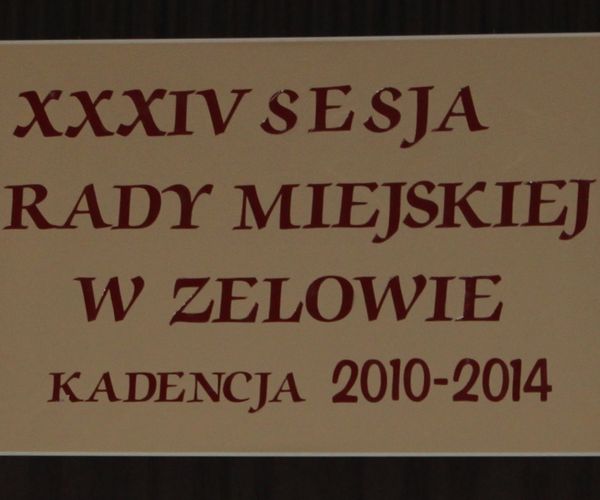 XXXIV SESJA
RADY MIEJSKIEJ
W ZELOWIE
KADENCJA 2010-2014